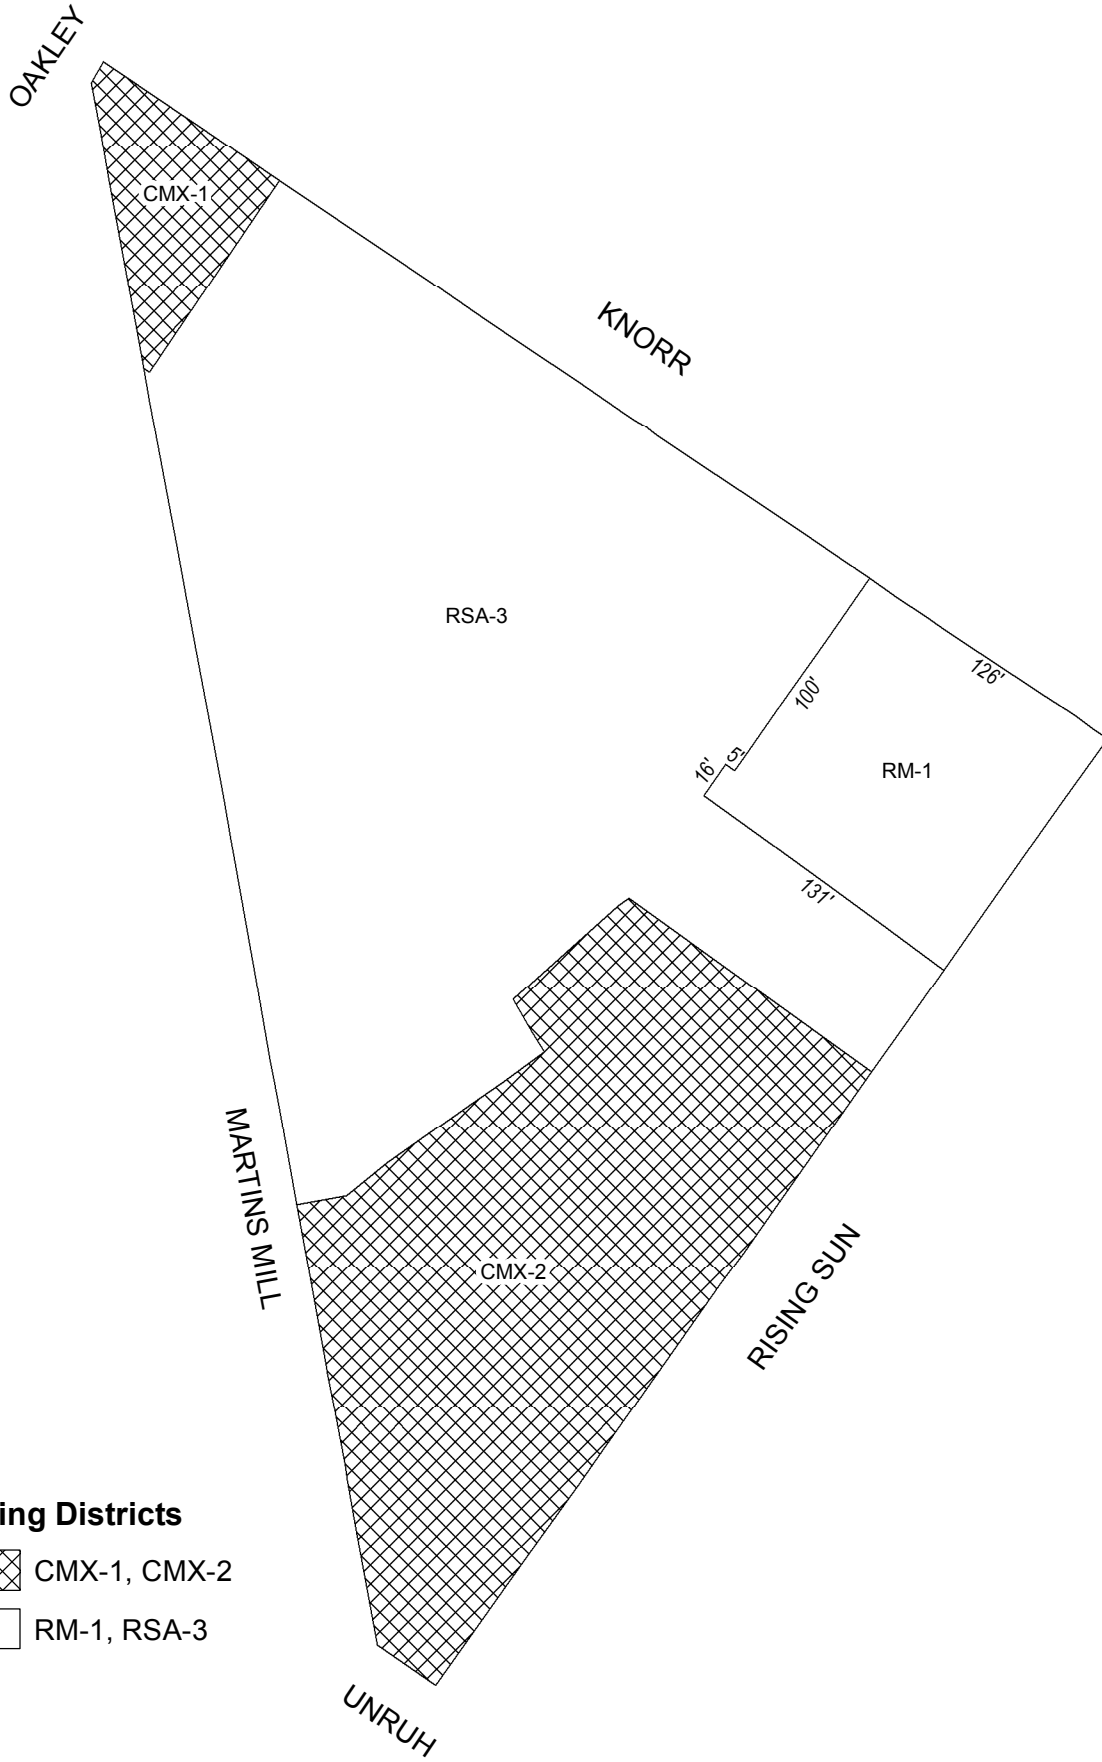 OAKLEY
CMX-1
KNORR
RSA-3
126'
100'
5'
16'
RM-1
131'
MARTINS MILL
CMX-2
RISING SUN
ing Districts
CMX-1, CMX-2
RM-1, RSA-3
UNRUH